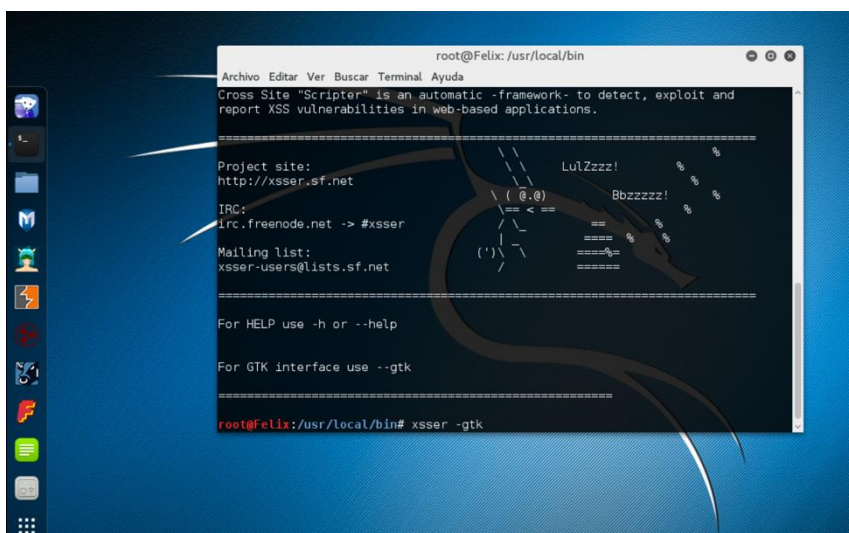 root@Felix: /usr/local/bin
Archivo Editar Ver Buscar Terminal Ayuda
Cross Site "Scripter" is an automatic -framework- to detect, exploit and
report XSS vulnerabilities in web-based applications.
===========================================================================
\ \ %
Project site: \ \ LulZzzz! %
http://xsser.sf.net \_\ %
\ ( @.@) Bbzzzzz! %
IRC: \== < == %
irc.freenode.net -> #xsser / \_ == %
| _ ==== % %
Mailing list: (')\ \ ====%=
xsser-users@lists.sf.net / ======
===========================================================================
For HELP use -h or --help
For GTK interface use --gtk
=======================================================
root@Felix:/usr/local/bin# xsser -gtk